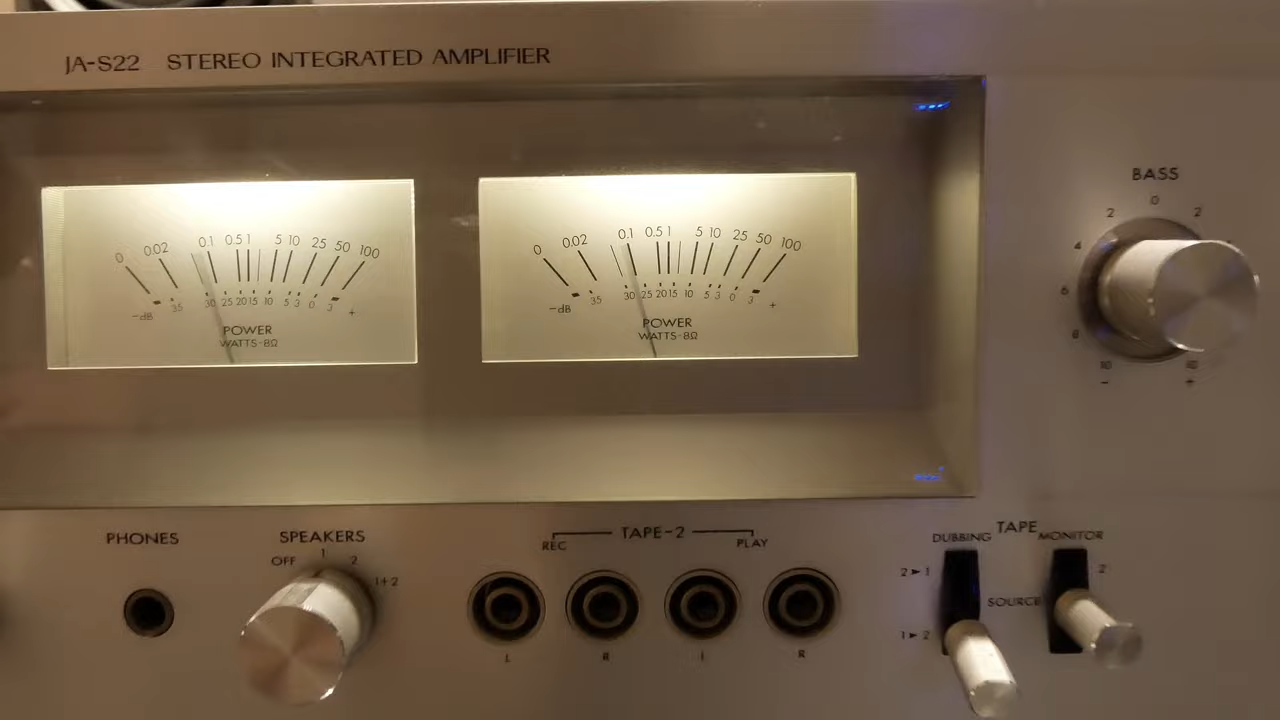 JA-S22 STEREO INTEGRATED AMPLIFIER
0 0.02 0.1 0.5 1 5 10 25 50 100
-dB 35 30 25 20 15 10 5 3 0 3 +
POWER
WATTS-8Ω
0 0.02 0.1 0.5 1 5 10 25 50 100
-dB 35 30 25 20 15 10 5 3 0 3 +
POWER
WATTS-8Ω
BASS
0
2 2
4
6
8
10 10
- +
PHONES
SPEAKERS
OFF 1 2 1+2
TAPE-2
REC PLAY
L R L R
TAPE
DUBBING MONITOR
2►1 2
SOURCE
1►2